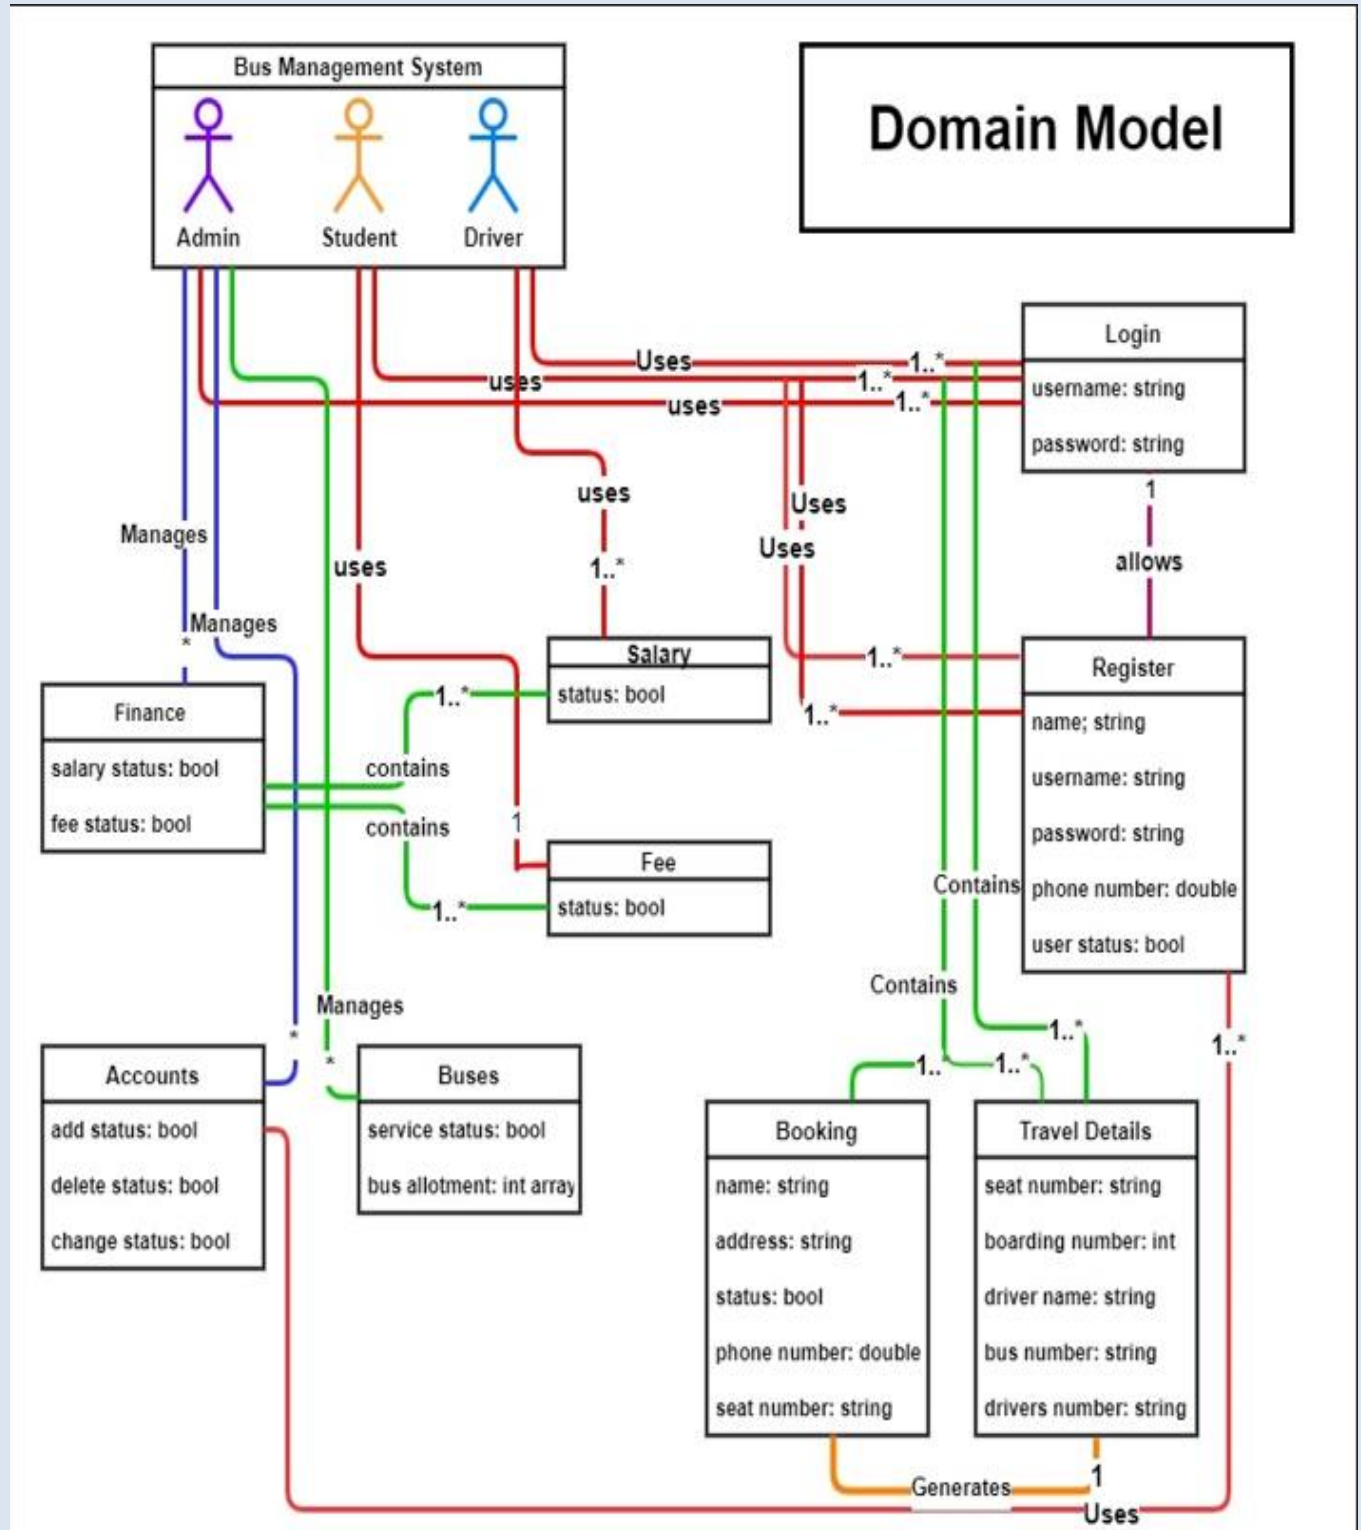 Bus Management System
Admin
Student
Driver
Domain Model
Login
username: string
password: string
Uses
1..*
uses
1..*
uses
1..*
1
allows
uses
1..*
Uses
Uses
1..*
1..*
Manages
*
Manages
*
uses
1
Manages
*
Salary
status: bool
Register
name; string
username: string
password: string
phone number: double
user status: bool
Finance
salary status: bool
fee status: bool
contains
1..*
contains
1..*
Fee
status: bool
Contains
1..*
Contains
1..*
1..*
1..*
Accounts
add status: bool
delete status: bool
change status: bool
Buses
service status: bool
bus allotment: int array
Booking
name: string
address: string
status: bool
phone number: double
seat number: string
Travel Details
seat number: string
boarding number: int
driver name: string
bus number: string
drivers number: string
Generates
1
Uses